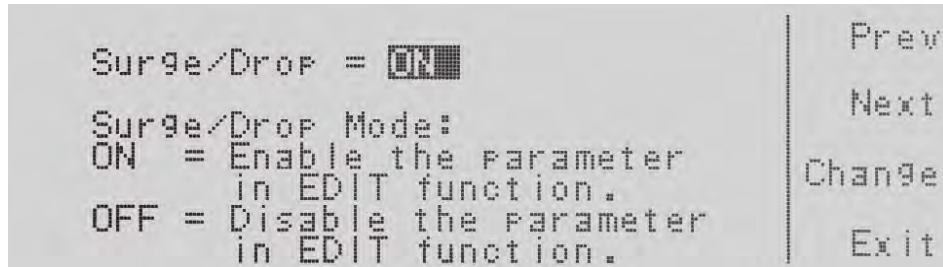 Surge/Drop = ON
Surge/Drop Mode:
ON = Enable the parameter
in EDIT function.
OFF = Disable the parameter
in EDIT function.
Prev
Next
Change
Exit